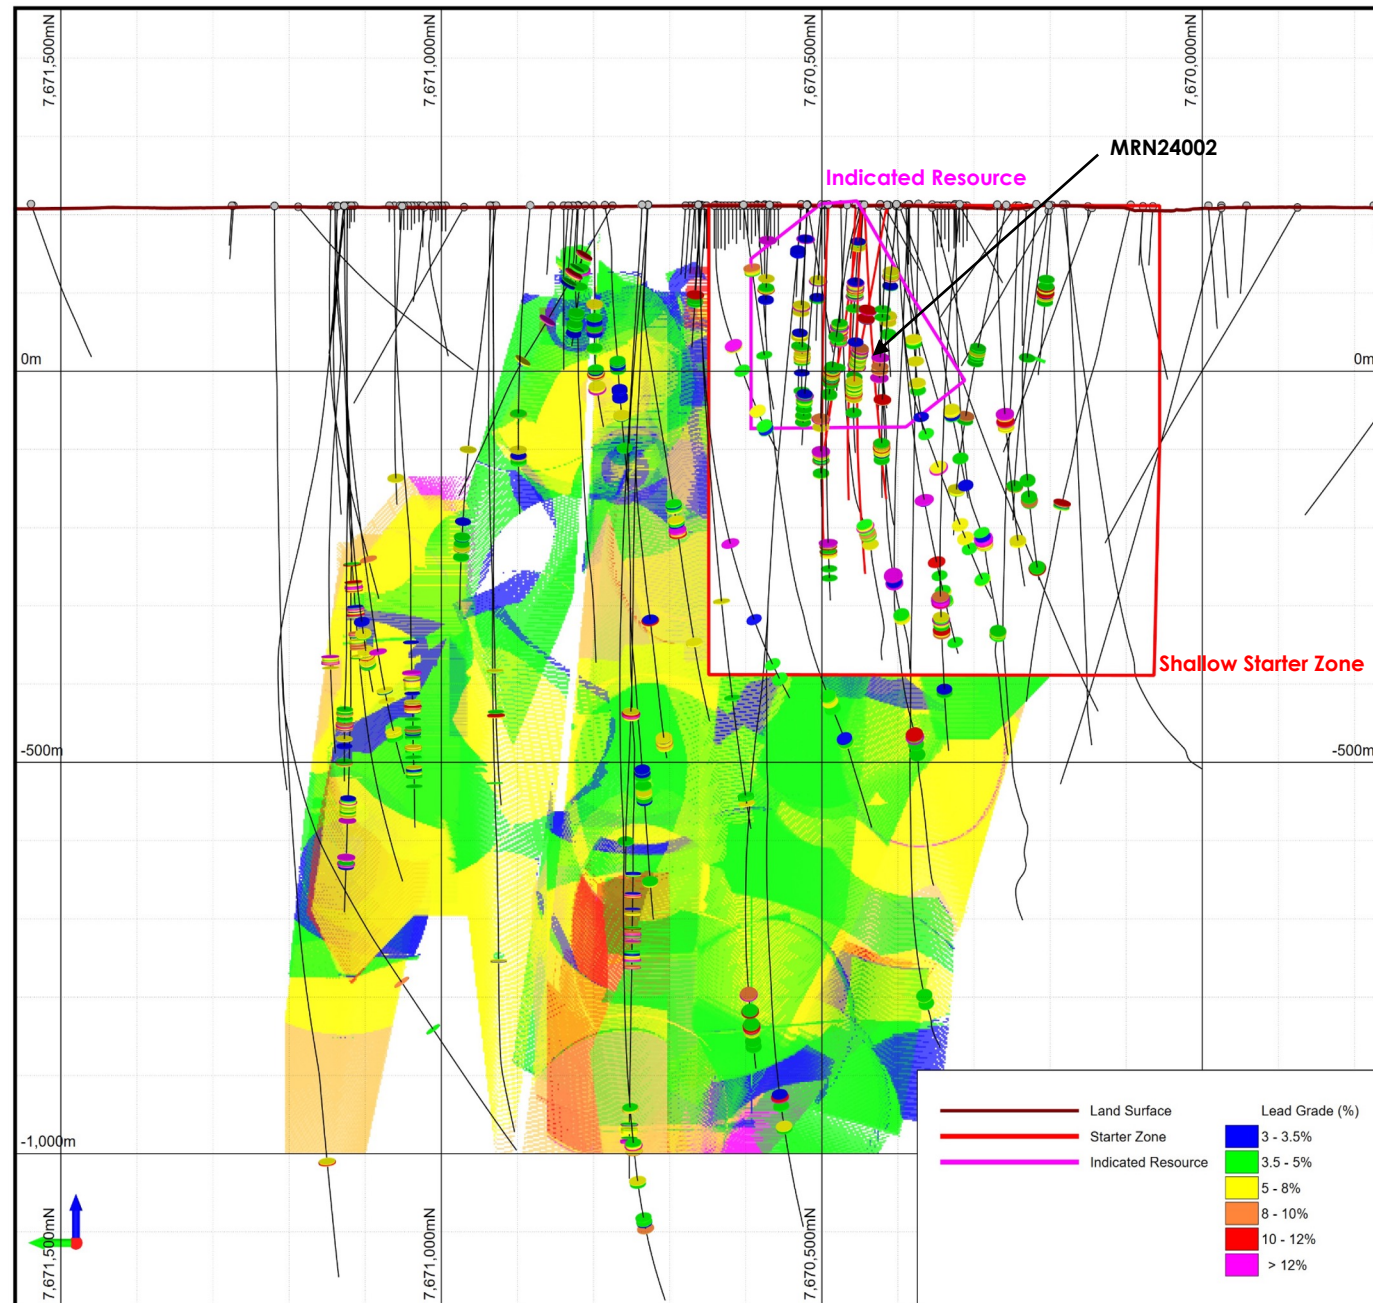 7,671,500mN
7,671,000mN
7,670,500mN
7,670,000mN
MRN24002
Indicated Resource
0m
0m
Shallow Starter Zone
-500m
-500m
-1,000m
Land Surface
Starter Zone
Indicated Resource
Lead Grade (%)
3 - 3.5%
3.5 - 5%
5 - 8%
8 - 10%
10 - 12%
> 12%
7,671,500mN
7,671,000mN
7,670,500mN